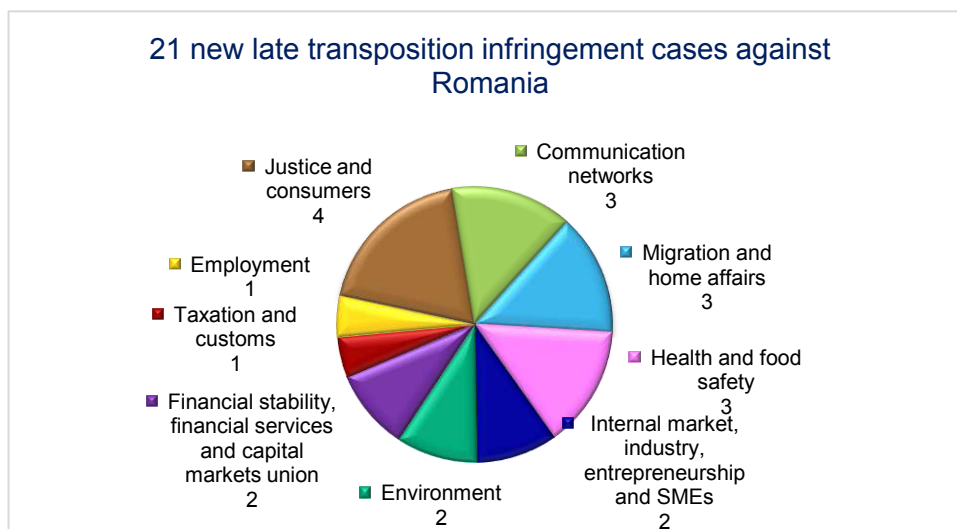 21 new late transposition infringement cases against
Romania
Communication
networks
3
Migration and
home affairs
3
Health and food
safety
3
Internal market,
industry,
entrepreneurship
and SMEs
2
Environment
2
Financial stability,
financial services
and capital
markets union
2
Taxation and
customs
1
Employment
1
Justice and
consumers
4